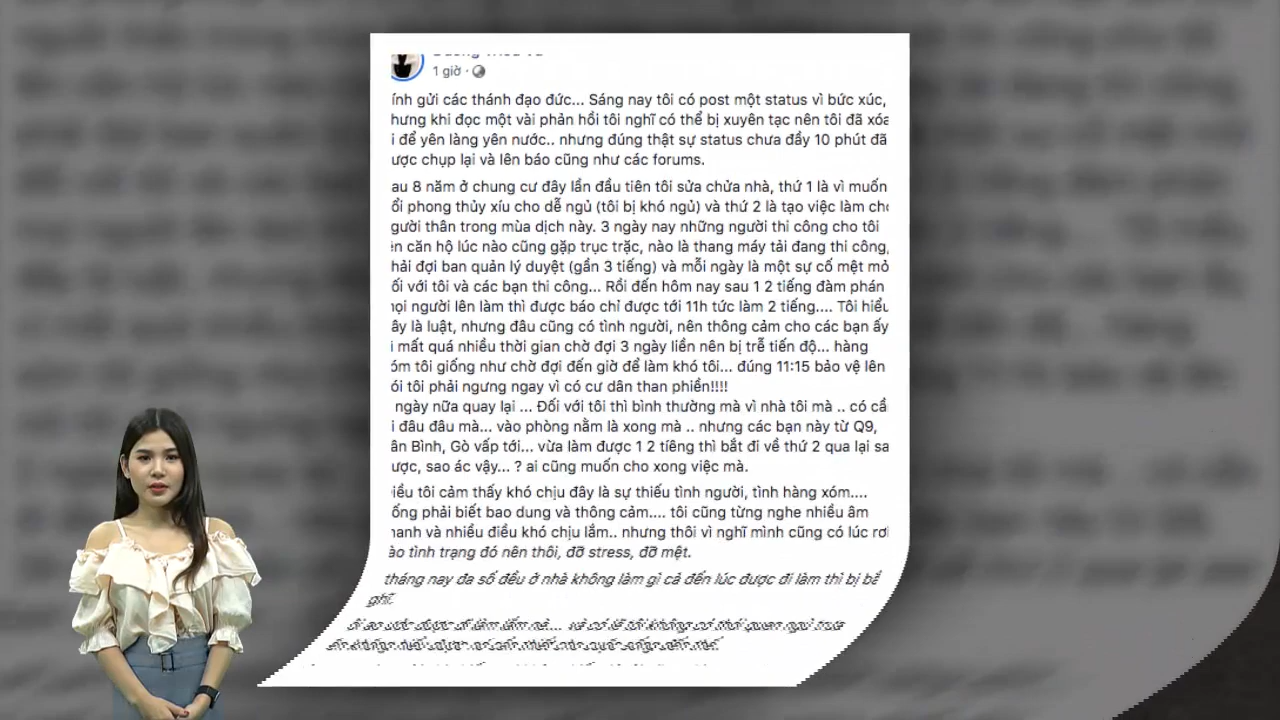 1 giờ
ính gửi các thánh đạo đức... Sáng nay tôi có post một status vì bức xúc,
hưng khi đọc một vài phản hồi tôi nghĩ có thể bị xuyên tạc nên tôi đã xóa
i để yên làng yên nước.. nhưng đúng thật sự status chưa đầy 10 phút đã
ược chụp lại và lên báo cũng như các forums.
au 8 năm ở chung cư đây lần đầu tiên tôi sửa chửa nhà, thứ 1 là vì muốn
ổi phong thủy xíu cho dễ ngủ (tôi bị khó ngủ) và thứ 2 là tạo việc làm cho
gười thân trong mùa dịch này. 3 ngày nay những người thi công cho tôi
ên căn hộ lúc nào cũng gặp trục trặc, nào là thang máy tải đang thi công,
hải đợi ban quản lý duyệt (gần 3 tiếng) và mỗi ngày là một sự cố mệt mỏ
ối với tôi và các bạn thi công... Rồi đến hôm nay sau 1 2 tiếng đàm phán
ọi người lên làm thì được báo chỉ được tới 11h tức làm 2 tiếng.... Tôi hiểu
ây là luật, nhưng đâu cũng có tình người, nên thông cảm cho các bạn ấy
i mất quá nhiều thời gian chờ đợi 3 ngày liền nên bị trễ tiến độ... hàng
óm tôi giống như chờ đợi đến giờ để làm khó tôi... đúng 11:15 bảo vệ lên
ói tôi phải ngưng ngay vì có cư dân than phiền!!!!
ngày nữa quay lại ... Đối với tôi thì bình thường mà vì nhà tôi mà .. có cầ
i đâu đâu mà... vào phòng nằm là xong mà .. nhưng các bạn này từ Q9,
ân Bình, Gò vấp tới... vừa làm được 1 2 tiếng thì bắt đi về thứ 2 qua lại sa
ược, sao ác vậy... ? ai cũng muốn cho xong việc mà.
iều tôi cảm thấy khó chịu đây là sự thiếu tình người, tình hàng xóm....
ống phải biết bao dung và thông cảm.... tôi cũng từng nghe nhiều âm
hanh và nhiều điều khó chịu lắm.. nhưng thôi vì nghĩ mình cũng có lúc rơi
ào tình trạng đó nên thôi, đỡ stress, đỡ mệt.
tháng nay đa số đều ở nhà không làm gì cả đến lúc được đi làm thì bị bắ
ghĩ.